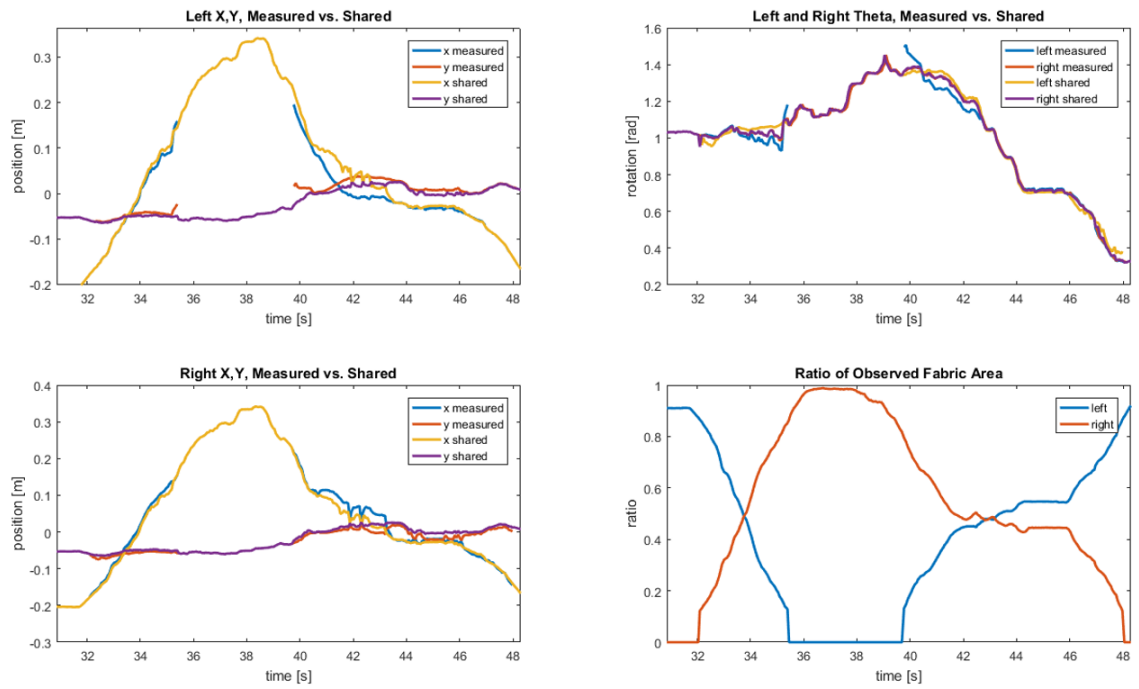 Left X,Y, Measured vs. Shared
position [m]
0.3
0.2
0.1
0
-0.1
-0.2
32 34 36 38 40 42 44 46 48
time [s]
x measured
y measured
x shared
y shared
Left and Right Theta, Measured vs. Shared
rotation [rad]
1.6
1.4
1.2
1.0
0.8
0.6
0.4
0.2
32 34 36 38 40 42 44 46 48
time [s]
left measured
right measured
left shared
right shared
Right X,Y, Measured vs. Shared
position [m]
0.4
0.3
0.2
0.1
0
-0.1
-0.2
-0.3
32 34 36 38 40 42 44 46 48
time [s]
x measured
y measured
x shared
y shared
Ratio of Observed Fabric Area
ratio
1
0.8
0.6
0.4
0.2
0
32 34 36 38 40 42 44 46 48
time [s]
left
right